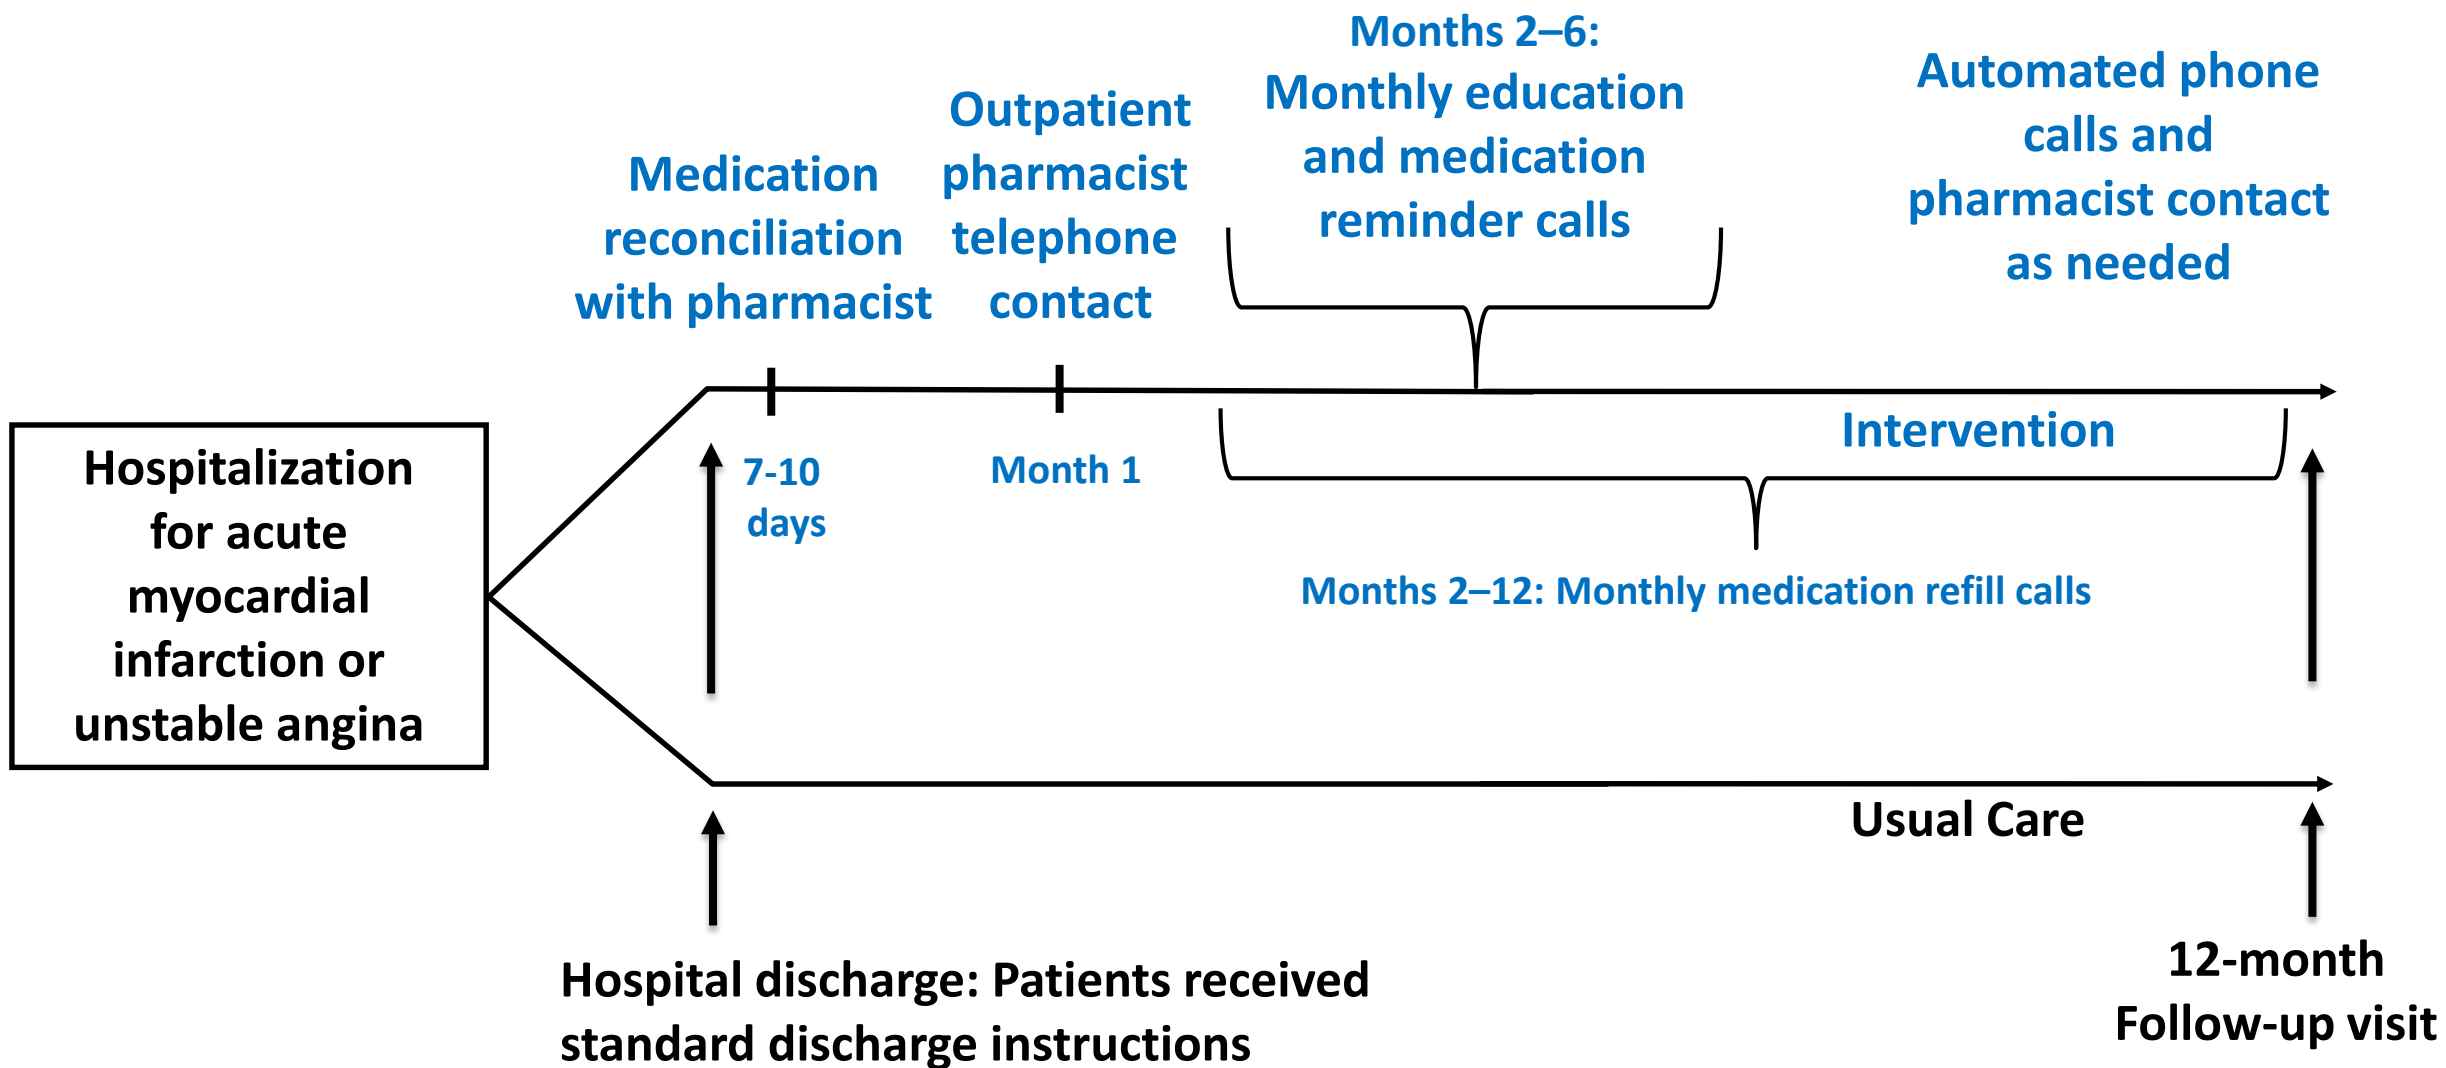 Months 2–6:
Monthly education
and medication
reminder calls
Automated phone
calls and
pharmacist contact
as needed
Outpatient
pharmacist
telephone
contact
Medication
reconciliation
with pharmacist
Intervention
7-10
days
Month 1
Hospitalization
for acute
myocardial
infarction or
unstable angina
Months 2–12: Monthly medication refill calls
Usual Care
Hospital discharge: Patients received
standard discharge instructions
12-month
Follow-up visit